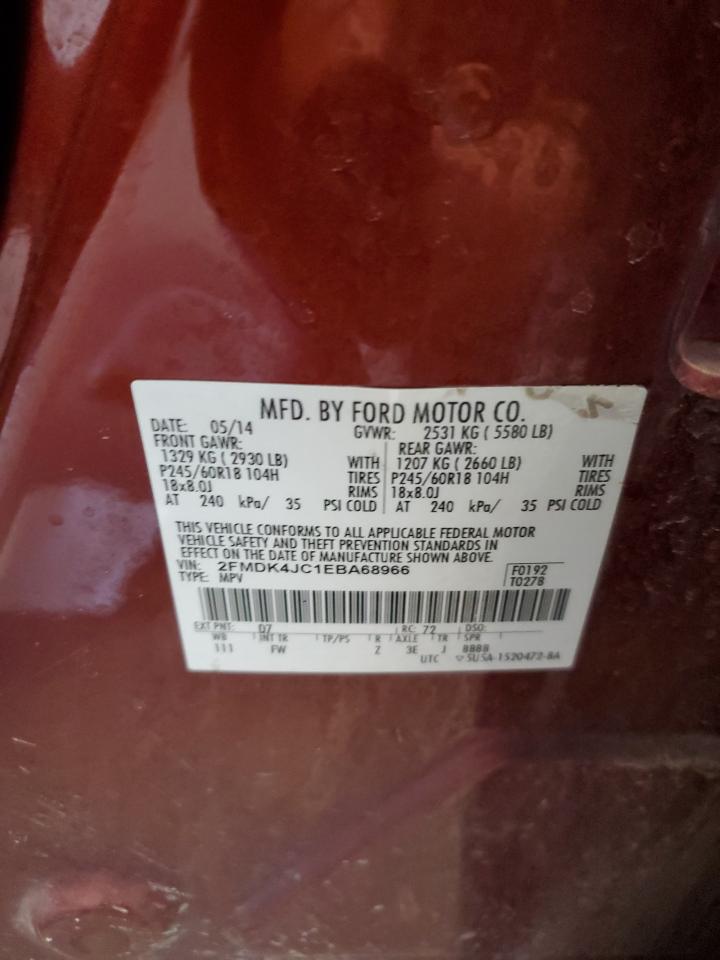 MFD. BY FORD MOTOR CO.
DATE: 05/14 GVWR: 2531 KG ( 5580 LB)
FRONT GAWR: REAR GAWR:
1329 KG ( 2930 LB) WITH 1207 KG ( 2660 LB) WITH
P245/60R18 104H TIRES P245/60R18 104H TIRES
18x8.0J RIMS 18x8.0J RIMS
AT 240 kPa/ 35 PSI COLD AT 240 kPa/ 35 PSI COLD
THIS VEHICLE CONFORMS TO ALL APPLICABLE FEDERAL MOTOR
VEHICLE SAFETY AND THEFT PREVENTION STANDARDS IN
EFFECT ON THE DATE OF MANUFACTURE SHOWN ABOVE.
VIN: 2FMDK4JC1EBA68966 F0192
TYPE: MPV T0278
EXT PNT: D7 RC: 72 DSO:
WB INT TR TP/PS R AXLE TR SPR
111 FW Z 3E J 8888
UTC ▽SUSA-1520472-BA